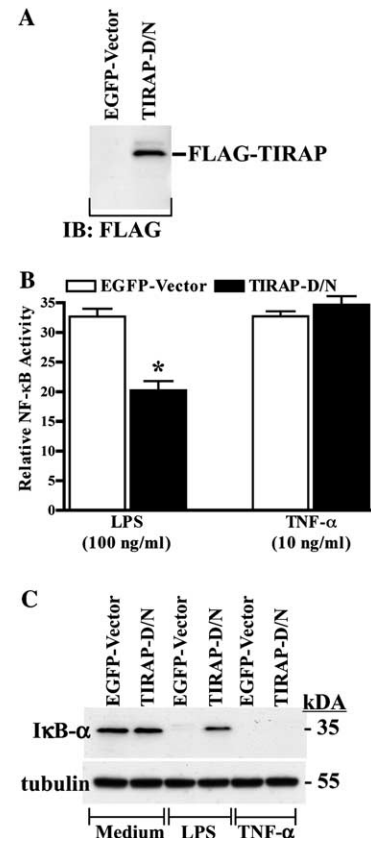 A
EGFP-Vector
TIRAP-D/N
FLAG-TIRAP
IB: FLAG
B
EGFP-Vector TIRAP-D/N
Relative NF-κB Activity
35
30
25
20
15
10
5
0
*
LPS
(100 ng/ml)
TNF-α
(10 ng/ml)
C
EGFP-Vector
TIRAP-D/N
EGFP-Vector
TIRAP-D/N
EGFP-Vector
TIRAP-D/N
kDA
IκB-α - 35
tubulin - 55
Medium LPS TNF-α